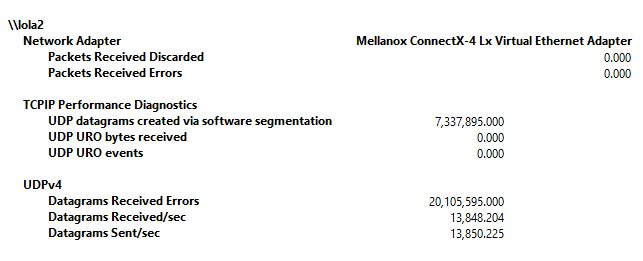 \\lola2
Network Adapter Mellanox ConnectX-4 Lx Virtual Ethernet Adapter
Packets Received Discarded 0.000
Packets Received Errors 0.000
TCPIP Performance Diagnostics
UDP datagrams created via software segmentation 7,337,895.000
UDP URO bytes received 0.000
UDP URO events 0.000
UDPv4
Datagrams Received Errors 20,105,595.000
Datagrams Received/sec 13,848.204
Datagrams Sent/sec 13,850.225